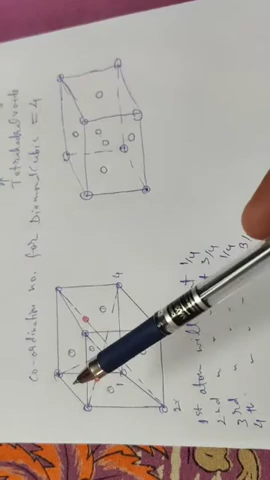 Tetrahedral voids
Co-ordination no. for Diamond Cubic = 4
4
1
1st atom will 1/4
2nd " " 3/4
3rd " " 1/4
4